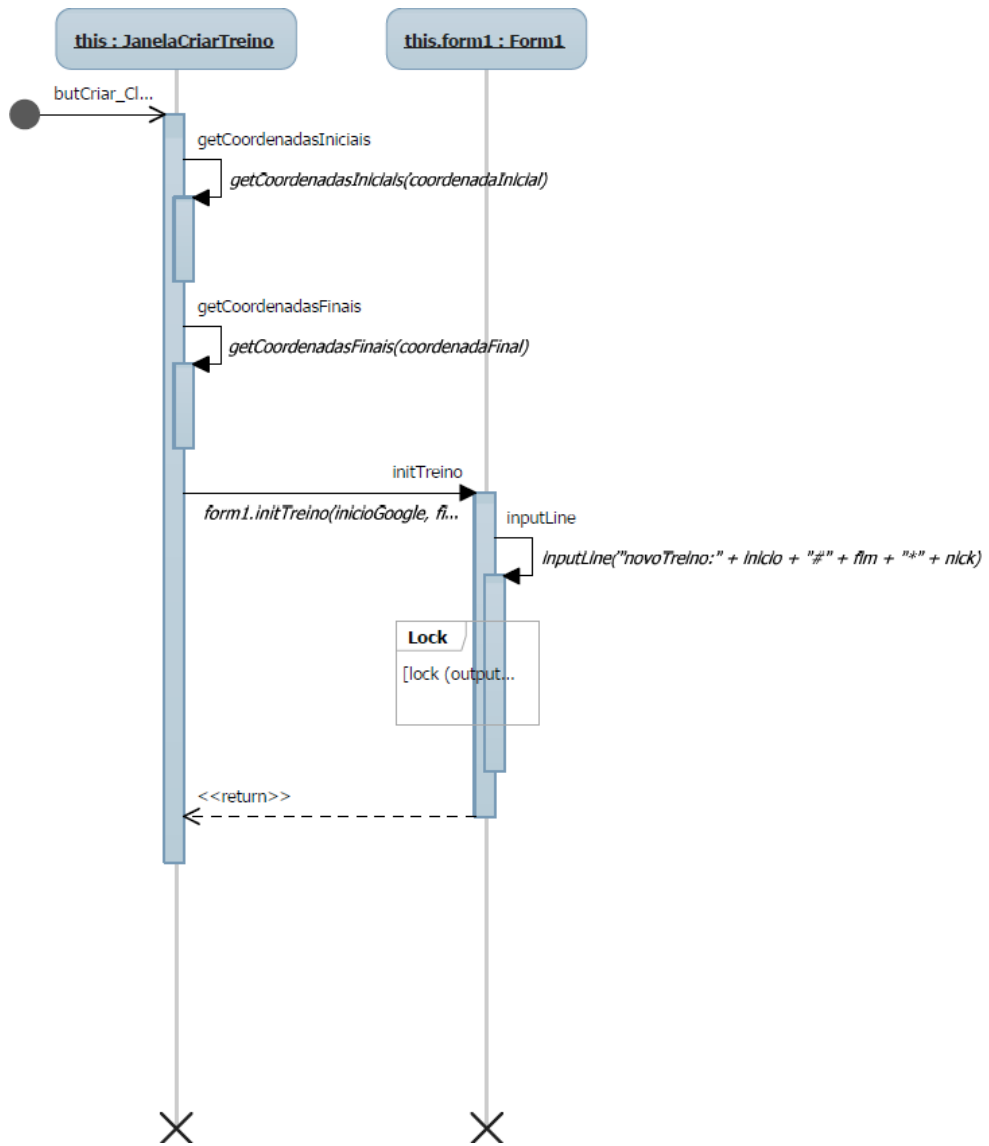 this : JanelaCriarTreino
this.form1 : Form1
butCriar_Cl...
getCoordenadasIniciais
getCoordenadasIniciais(coordenadaInicial)
getCoordenadasFinais
getCoordenadasFinais(coordenadaFinal)
initTreino
form1.initTreino(inicioGoogle, fi...
inputLine
inputLine("novoTreino:" + inicio + "#" + fim + "*" + nick)
Lock
[lock (output...
<<return>>